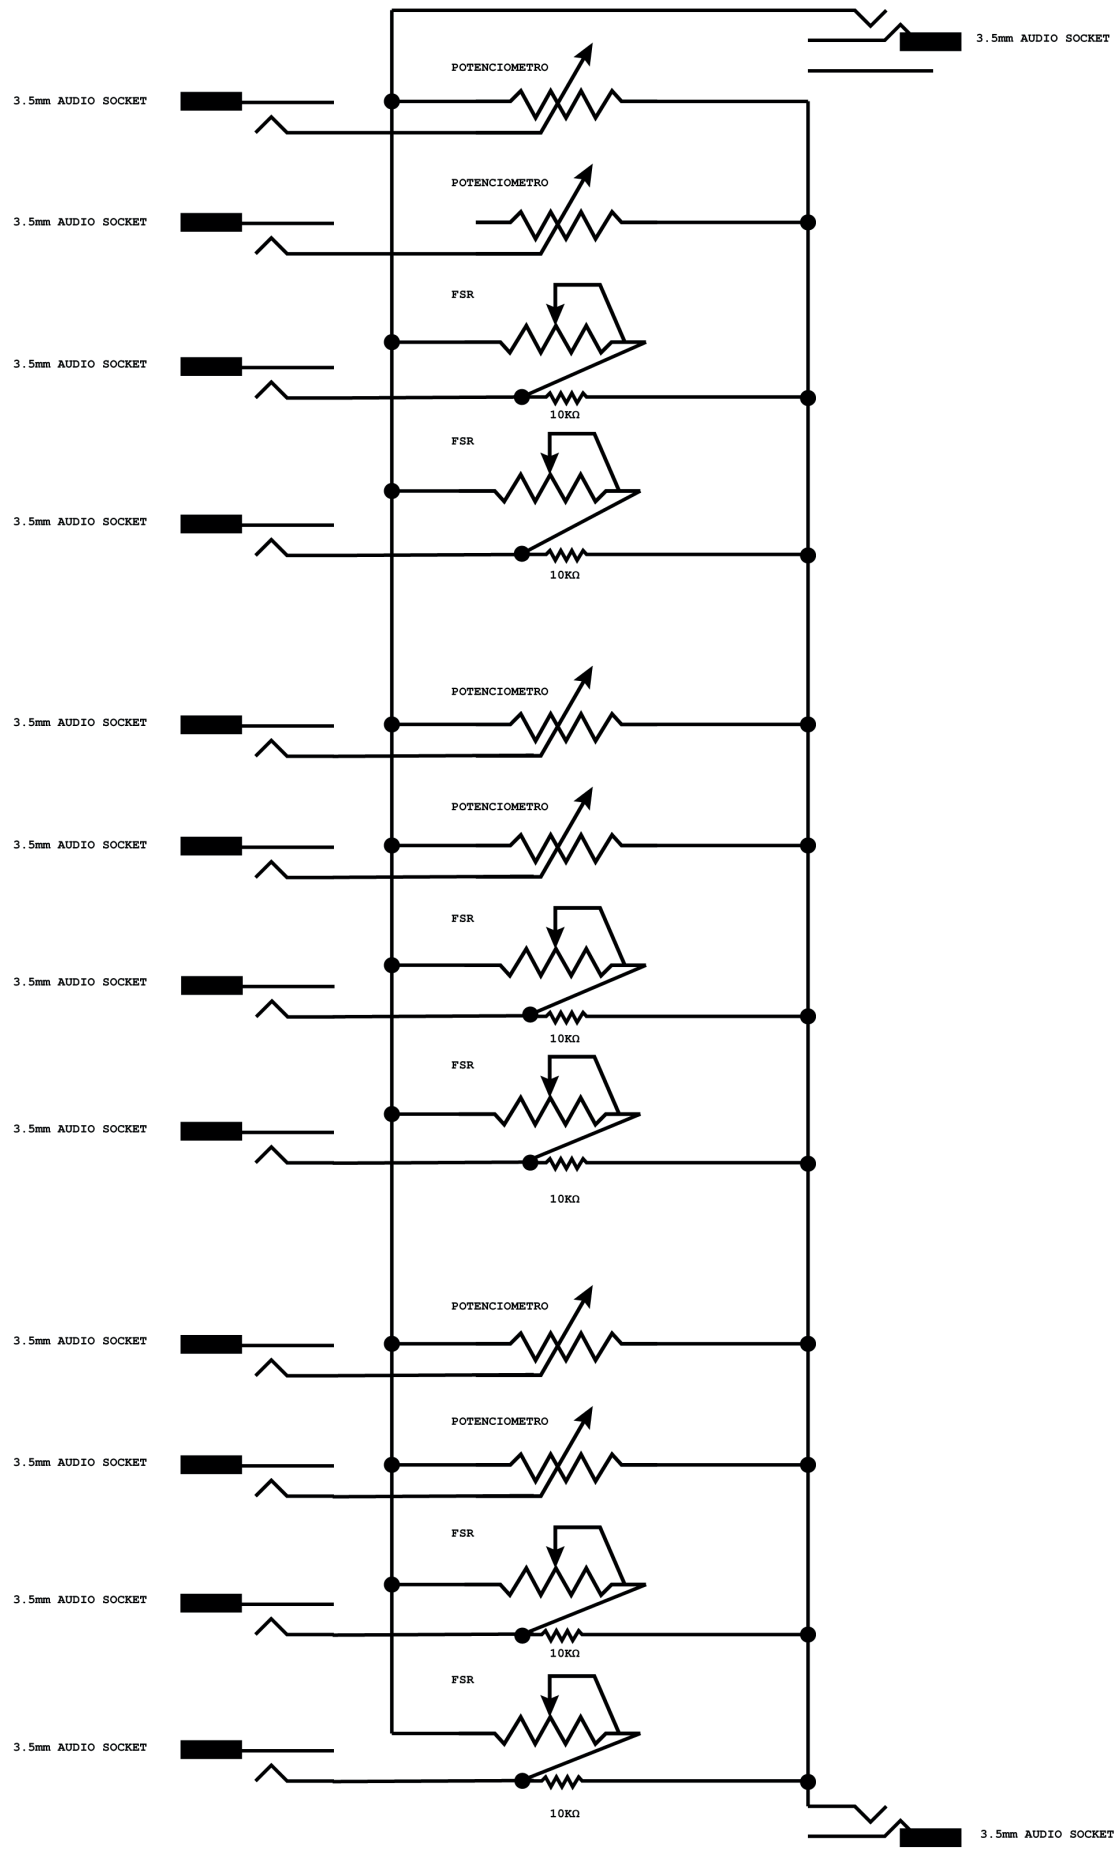 3.5mm AUDIO SOCKET
POTENCIOMETRO
3.5mm AUDIO SOCKET
POTENCIOMETRO
3.5mm AUDIO SOCKET
FSR
3.5mm AUDIO SOCKET
10KΩ
FSR
3.5mm AUDIO SOCKET
10KΩ
POTENCIOMETRO
3.5mm AUDIO SOCKET
POTENCIOMETRO
3.5mm AUDIO SOCKET
FSR
3.5mm AUDIO SOCKET
10KΩ
FSR
3.5mm AUDIO SOCKET
10KΩ
POTENCIOMETRO
3.5mm AUDIO SOCKET
POTENCIOMETRO
3.5mm AUDIO SOCKET
FSR
3.5mm AUDIO SOCKET
10KΩ
FSR
3.5mm AUDIO SOCKET
10KΩ
3.5mm AUDIO SOCKET